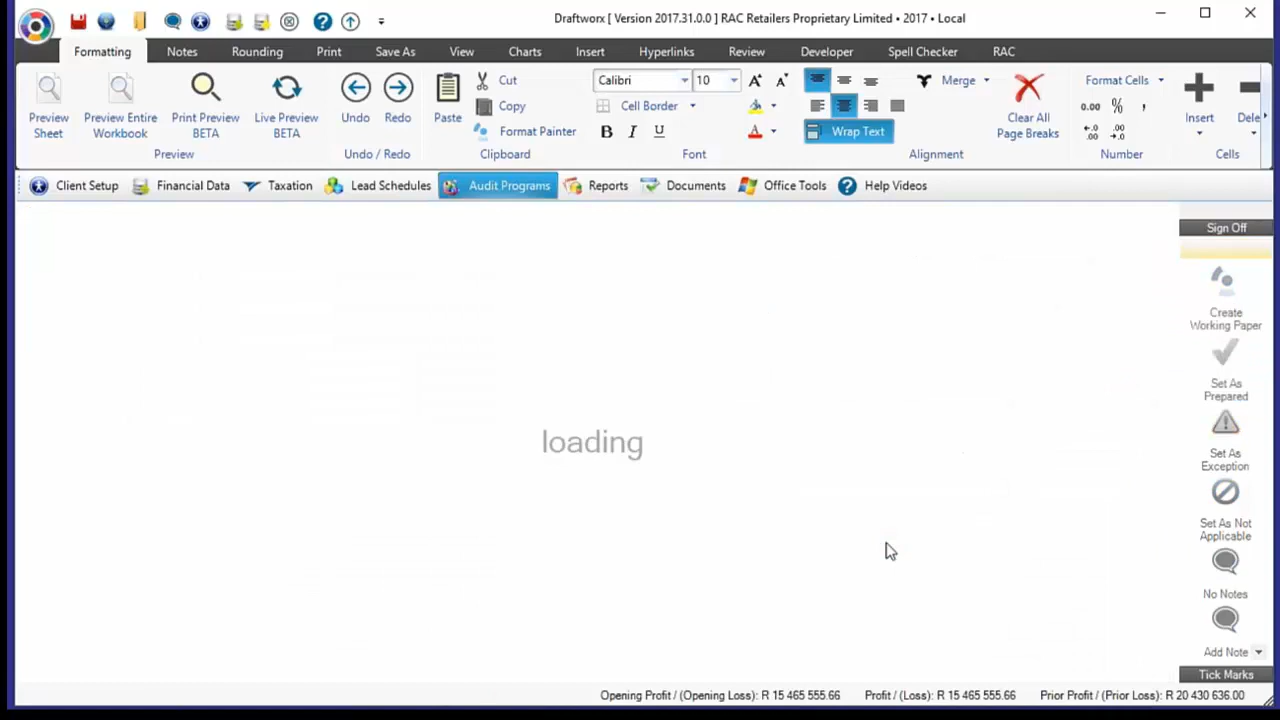 Draftworx [ Version 2017.31.0.0 ] RAC Retailers Proprietary Limited • 2017 • Local
Formatting Notes Rounding Print Save As View Charts Insert Hyperlinks Review Developer Spell Checker RAC
Preview Sheet
Preview Entire Workbook
Print Preview BETA
Live Preview BETA
Preview
Undo
Redo
Undo / Redo
Paste
Cut
Copy
Format Painter
Clipboard
Calibri 10
Cell Border
B I U
Font
Merge
Wrap Text
Clear All Page Breaks
Alignment
Format Cells
0.00 % ,
←.0 .00
.00 →.0
Number
Insert
Dele
Cells
Client Setup Financial Data Taxation Lead Schedules Audit Programs Reports Documents Office Tools Help Videos
loading
Sign Off
Create
Working Paper
Set As
Prepared
Set As
Exception
Set As Not
Applicable
No Notes
Add Note
Tick Marks
Opening Profit / (Opening Loss): R 15 465 555.66 Profit / (Loss): R 15 465 555.66 Prior Profit / (Prior Loss): R 20 430 636.00